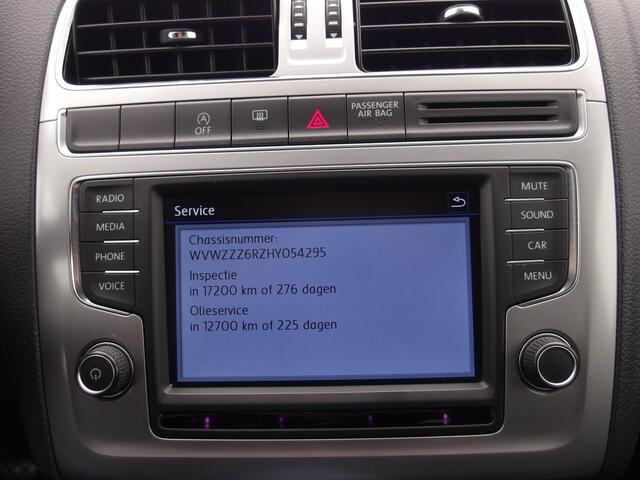 OFF
PASSENGER
AIR BAG
RADIO
MEDIA
PHONE
VOICE
MUTE
SOUND
CAR
MENU
Service
Chassisnummer:
WVWZZZ6RZHY054295
Inspectie
in 17200 km of 276 dagen
Olieservice
in 12700 km of 225 dagen